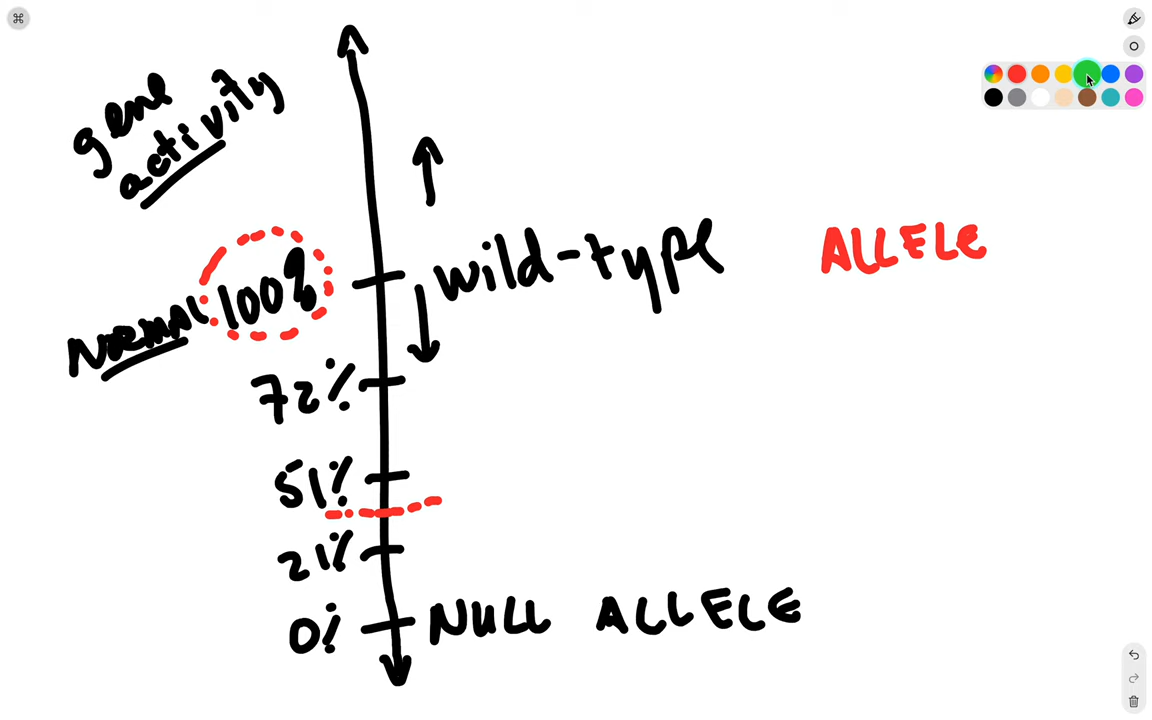 gene
activity
NORMAL 100% wild-type ALLELE
72%
51%
21%
0% NULL ALLELE